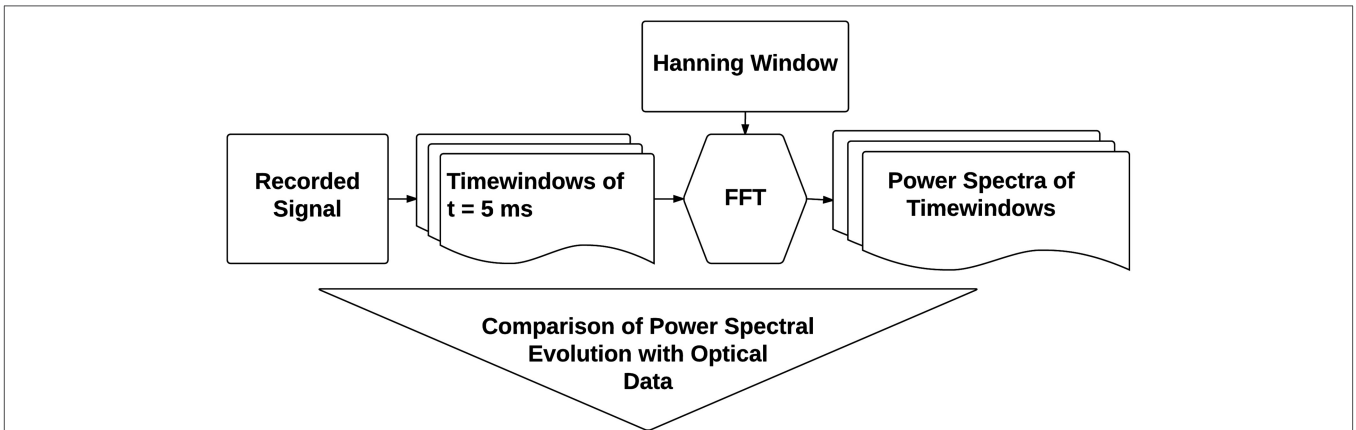 Hanning Window
Recorded
Signal
Timewindows of
t = 5 ms
FFT
Power Spectra of
Timewindows
Comparison of Power Spectral
Evolution with Optical
Data